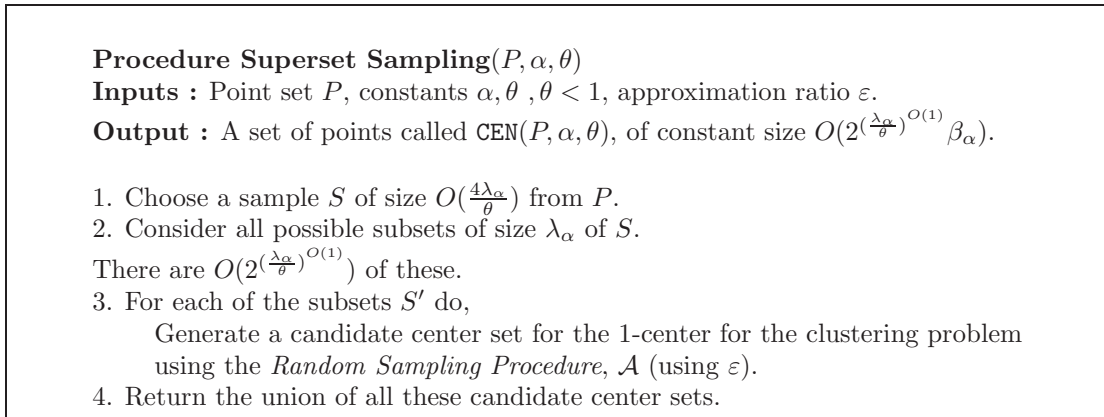 Procedure Superset Sampling(P, α, θ)
Inputs : Point set P, constants α, θ , θ < 1, approximation ratio ε.
Output : A set of points called CEN(P, α, θ), of constant size O(2^{(\frac{λ_α}{θ})^{O(1)}} β_α).
1. Choose a sample S of size O(\frac{4λ_α}{θ}) from P.
2. Consider all possible subsets of size λ_α of S.
There are O(2^{(\frac{λ_α}{θ})^{O(1)}}) of these.
3. For each of the subsets S′ do,
Generate a candidate center set for the 1-center for the clustering problem
using the Random Sampling Procedure, 𝒜 (using ε).
4. Return the union of all these candidate center sets.